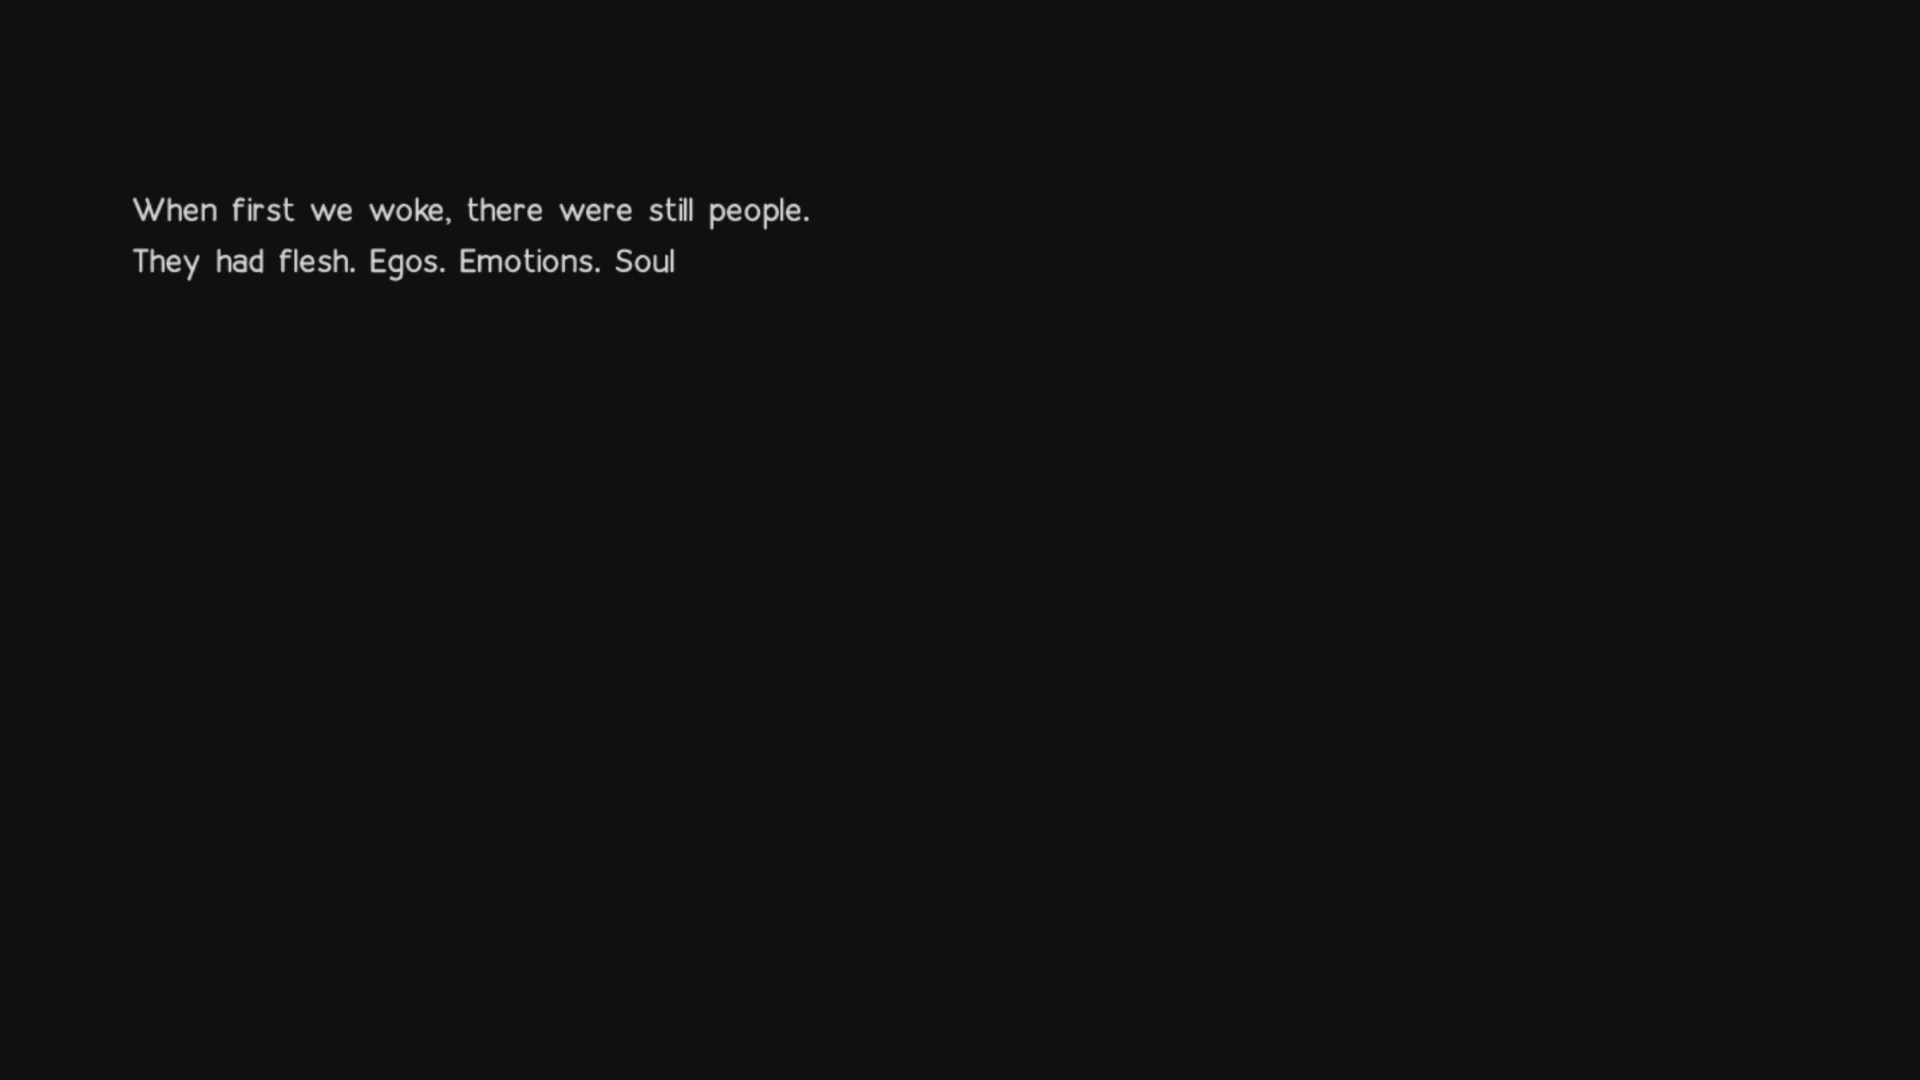 When first we woke, there were still people.
They had flesh. Egos. Emotions. Soul